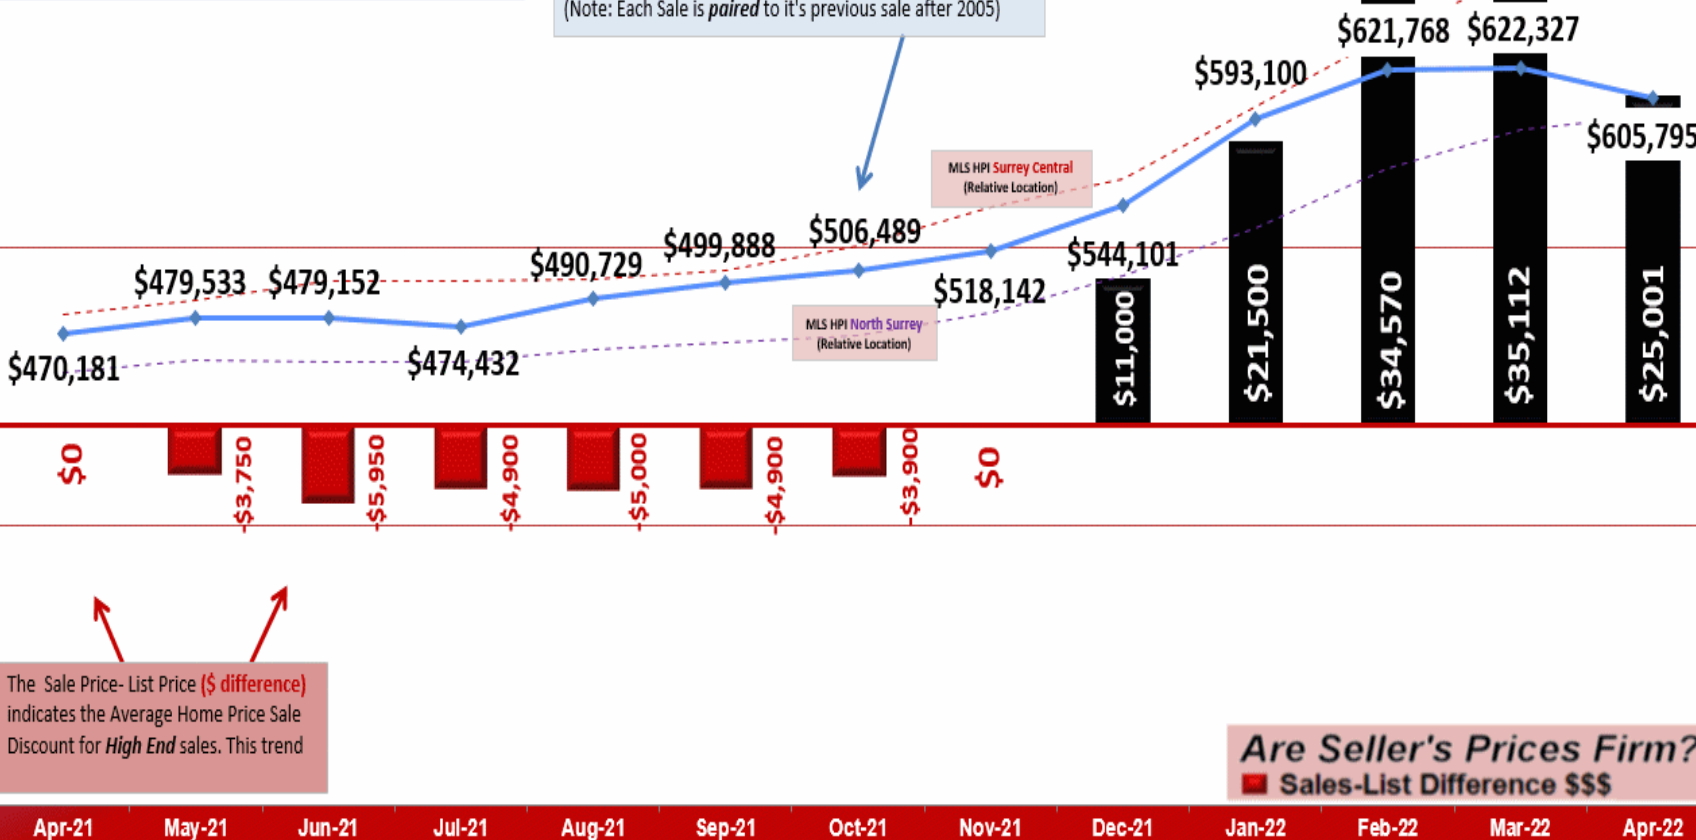 (Note: Each Sale is paired to it's previous sale after 2005)
$621,768
$622,327
$593,100
$605,795
MLS HPI Surrey Central
(Relative Location)
$506,489
$499,888
$490,729
$544,101
$479,533
$479,152
$518,142
MLS HPI North Surrey
(Relative Location)
$470,181
$474,432
$11,000
$21,500
$34,570
$35,112
$25,001
$0
-$3,750
-$5,950
-$4,900
-$5,000
-$4,900
-$3,900
$0
The Sale Price- List Price ($ difference)
indicates the Average Home Price Sale
Discount for High End sales. This trend
Are Seller's Prices Firm?
Sales-List Difference $$$
Apr-21
May-21
Jun-21
Jul-21
Aug-21
Sep-21
Oct-21
Nov-21
Dec-21
Jan-22
Feb-22
Mar-22
Apr-22